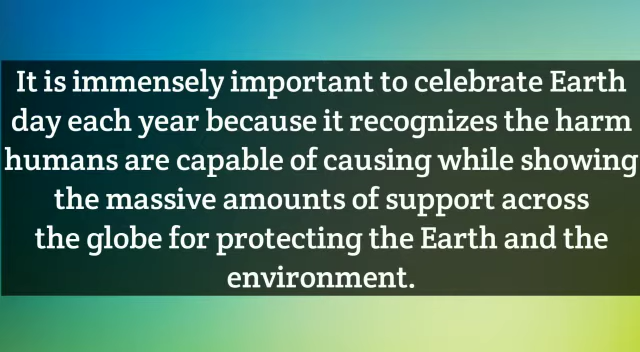 It is immensely important to celebrate Earth
day each year because it recognizes the harm
humans are capable of causing while showing
the massive amounts of support across
the globe for protecting the Earth and the
environment.